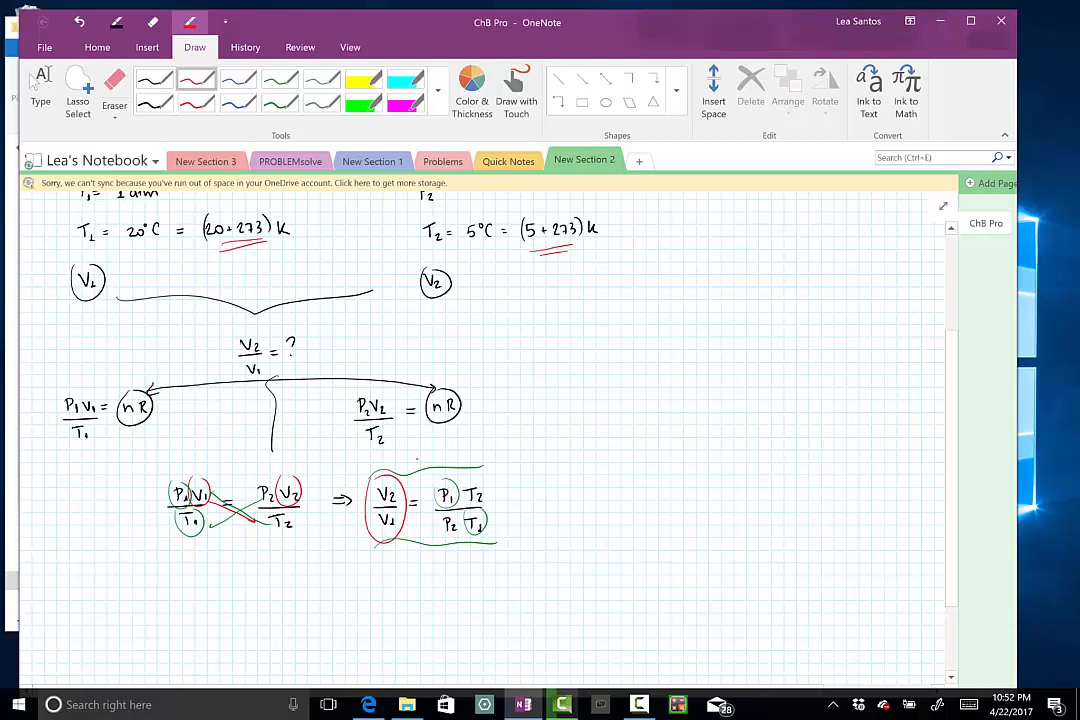 ChB Pro - OneNote
Lea Santos
File Home Insert Draw History Review View
Type
Lasso Select
Eraser
Color & Thickness
Draw with Touch
Insert Space
Delete
Arrange
Rotate
Ink to Text
Ink to Math
Tools
Shapes
Edit
Convert
Lea's Notebook
New Section 3
PROBLEMsolve
New Section 1
Problems
Quick Notes
New Section 2
Search (Ctrl+E)
Sorry, we can't sync because you've run out of space in your OneDrive account. Click here to get more storage.
Add Page
ChB Pro
T₁ = 20°C = (20+273) K
T₂ = 5°C = (5+273) K
V₁
V₂
V₂/V₁ = ?
P₁V₁/T₁ = nR
P₂V₂/T₂ = nR
P₁V₁/T₁ = P₂V₂/T₂ ⇒ V₂/V₁ = P₁T₂/P₂T₁
Search right here
28
10:52 PM
4/22/2017
3